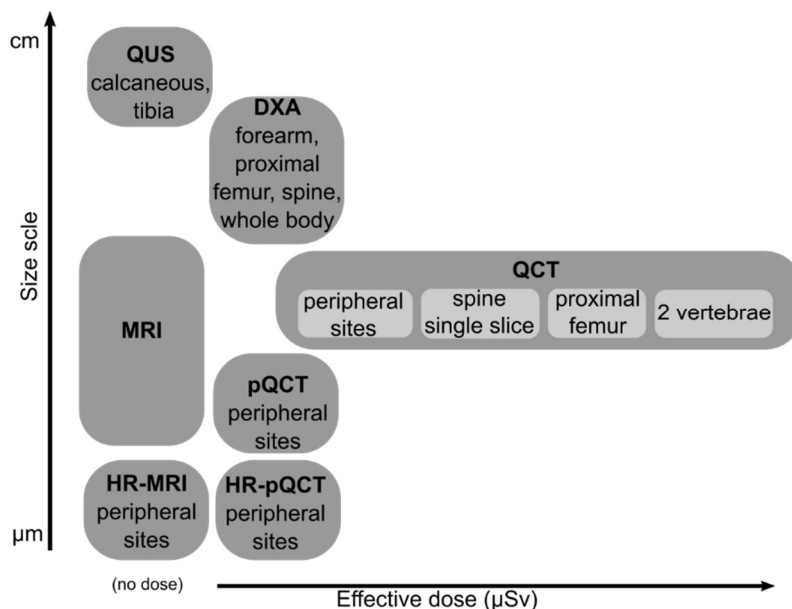 cm
QUS
calcaneous,
tibia
DXA
forearm,
proximal
femur, spine,
whole body
Size scle
MRI
QCT
peripheral
sites
spine
single slice
proximal
femur
2 vertebrae
pQCT
peripheral
sites
HR-MRI
peripheral
sites
HR-pQCT
peripheral
sites
µm
(no dose)
Effective dose (µSv)